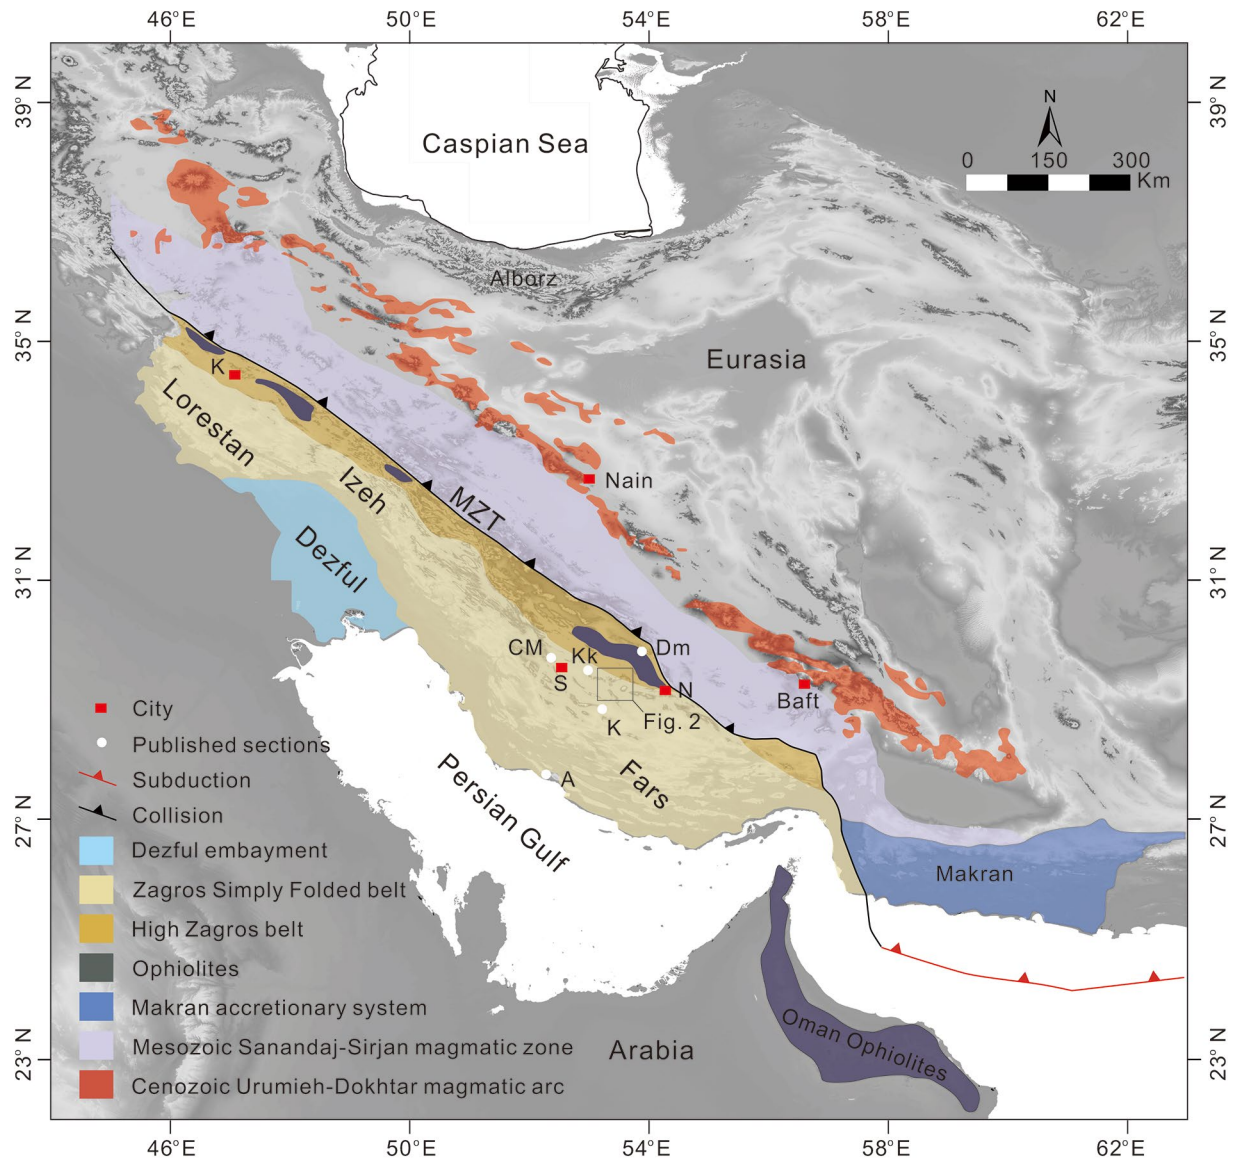 46° E 50° E 54° E 58° E 62° E
39° N
39° N
N
0 150 300
Km
Caspian Sea
Alborz
35° N
35° N
Eurasia
K
Lorestan
Izeh
MZT
Nain
Dezful
31° N
31° N
CM
Kk
Dm
S
N
Baft
Fig. 2
K
Fars
A
Persian Gulf
City
Published sections
Subduction
Collision
27° N
27° N
Dezful embayment
Zagros Simply Folded belt
Makran
High Zagros belt
Ophiolites
Makran accretionary system
Oman Ophiolites
Mesozoic Sanandaj-Sirjan magmatic zone
Arabia
23° N
23° N
Cenozoic Urumieh-Dokhtar magmatic arc
46° E 50° E 54° E 58° E 62° E